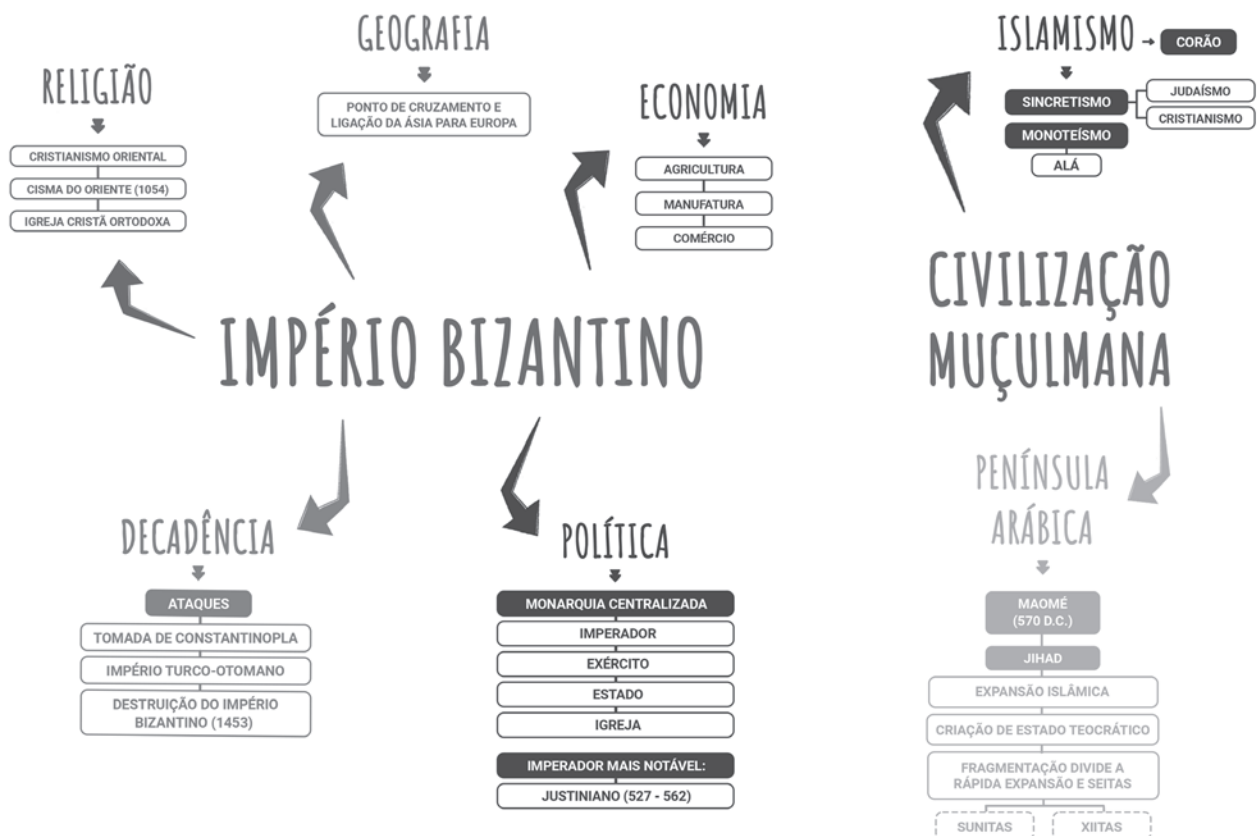 GEOGRAFIA
PONTO DE CRUZAMENTO E
LIGAÇÃO DA ÁSIA PARA EUROPA
RELIGIÃO
CRISTIANISMO ORIENTAL
CISMA DO ORIENTE (1054)
IGREJA CRISTÃ ORTODOXA
ECONOMIA
AGRICULTURA
MANUFATURA
COMÉRCIO
IMPÉRIO BIZANTINO
DECADÊNCIA
ATAQUES
TOMADA DE CONSTANTINOPLA
IMPÉRIO TURCO-OTOMANO
DESTRUIÇÃO DO IMPÉRIO
BIZANTINO (1453)
POLÍTICA
MONARQUIA CENTRALIZADA
IMPERADOR
EXÉRCITO
ESTADO
IGREJA
IMPERADOR MAIS NOTÁVEL:
JUSTINIANO (527 - 562)
ISLAMISMO
CORÃO
SINCRETISMO
JUDAÍSMO
CRISTIANISMO
MONOTEÍSMO
ALÁ
CIVILIZAÇÃO
MUÇULMANA
PENÍNSULA
ARÁBICA
MAOMÉ
(570 D.C.)
JIHAD
EXPANSÃO ISLÂMICA
CRIAÇÃO DE ESTADO TEOCRÁTICO
FRAGMENTAÇÃO DIVIDE A
RÁPIDA EXPANSÃO E SEITAS
SUNITAS
XIITAS